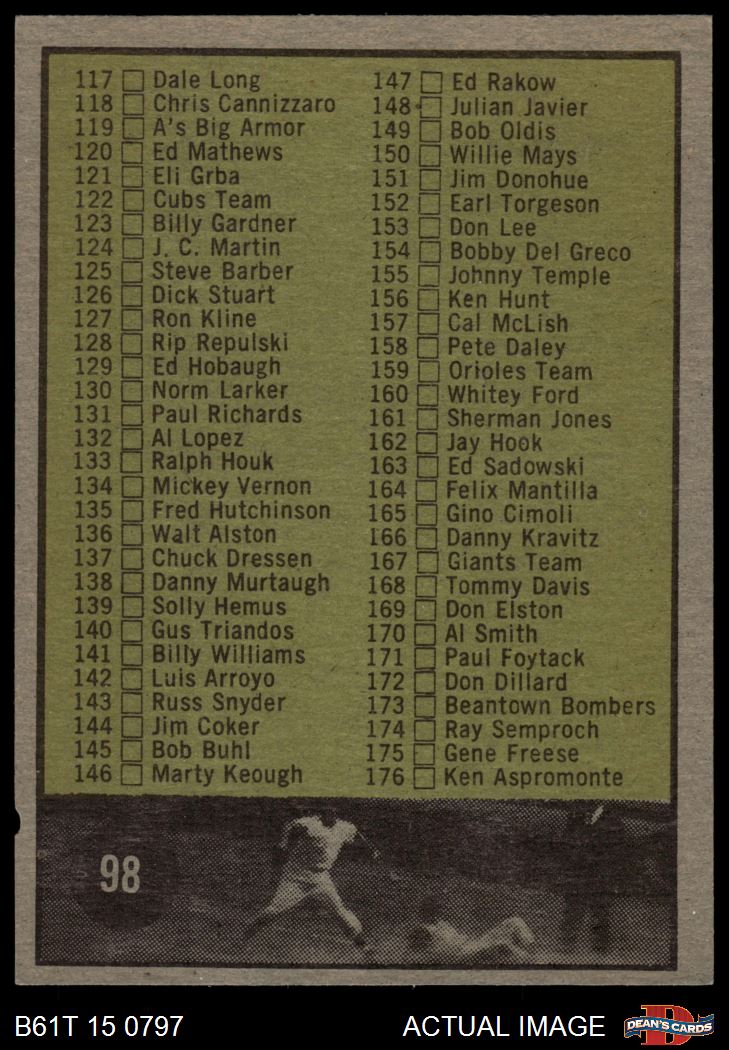 117 Dale Long
118 Chris Cannizzaro
119 A's Big Armor
120 Ed Mathews
121 Eli Grba
122 Cubs Team
123 Billy Gardner
124 J. C. Martin
125 Steve Barber
126 Dick Stuart
127 Ron Kline
128 Rip Repulski
129 Ed Hobaugh
130 Norm Larker
131 Paul Richards
132 Al Lopez
133 Ralph Houk
134 Mickey Vernon
135 Fred Hutchinson
136 Walt Alston
137 Chuck Dressen
138 Danny Murtaugh
139 Solly Hemus
140 Gus Triandos
141 Billy Williams
142 Luis Arroyo
143 Russ Snyder
144 Jim Coker
145 Bob Buhl
146 Marty Keough
147 Ed Rakow
148 Julian Javier
149 Bob Oldis
150 Willie Mays
151 Jim Donohue
152 Earl Torgeson
153 Don Lee
154 Bobby Del Greco
155 Johnny Temple
156 Ken Hunt
157 Cal McLish
158 Pete Daley
159 Orioles Team
160 Whitey Ford
161 Sherman Jones
162 Jay Hook
163 Ed Sadowski
164 Felix Mantilla
165 Gino Cimoli
166 Danny Kravitz
167 Giants Team
168 Tommy Davis
169 Don Elston
170 Al Smith
171 Paul Foytack
172 Don Dillard
173 Beantown Bombers
174 Ray Semproch
175 Gene Freese
176 Ken Aspromonte
98
B61T 15 0797
ACTUAL IMAGE
D
DEAN'S CARDS